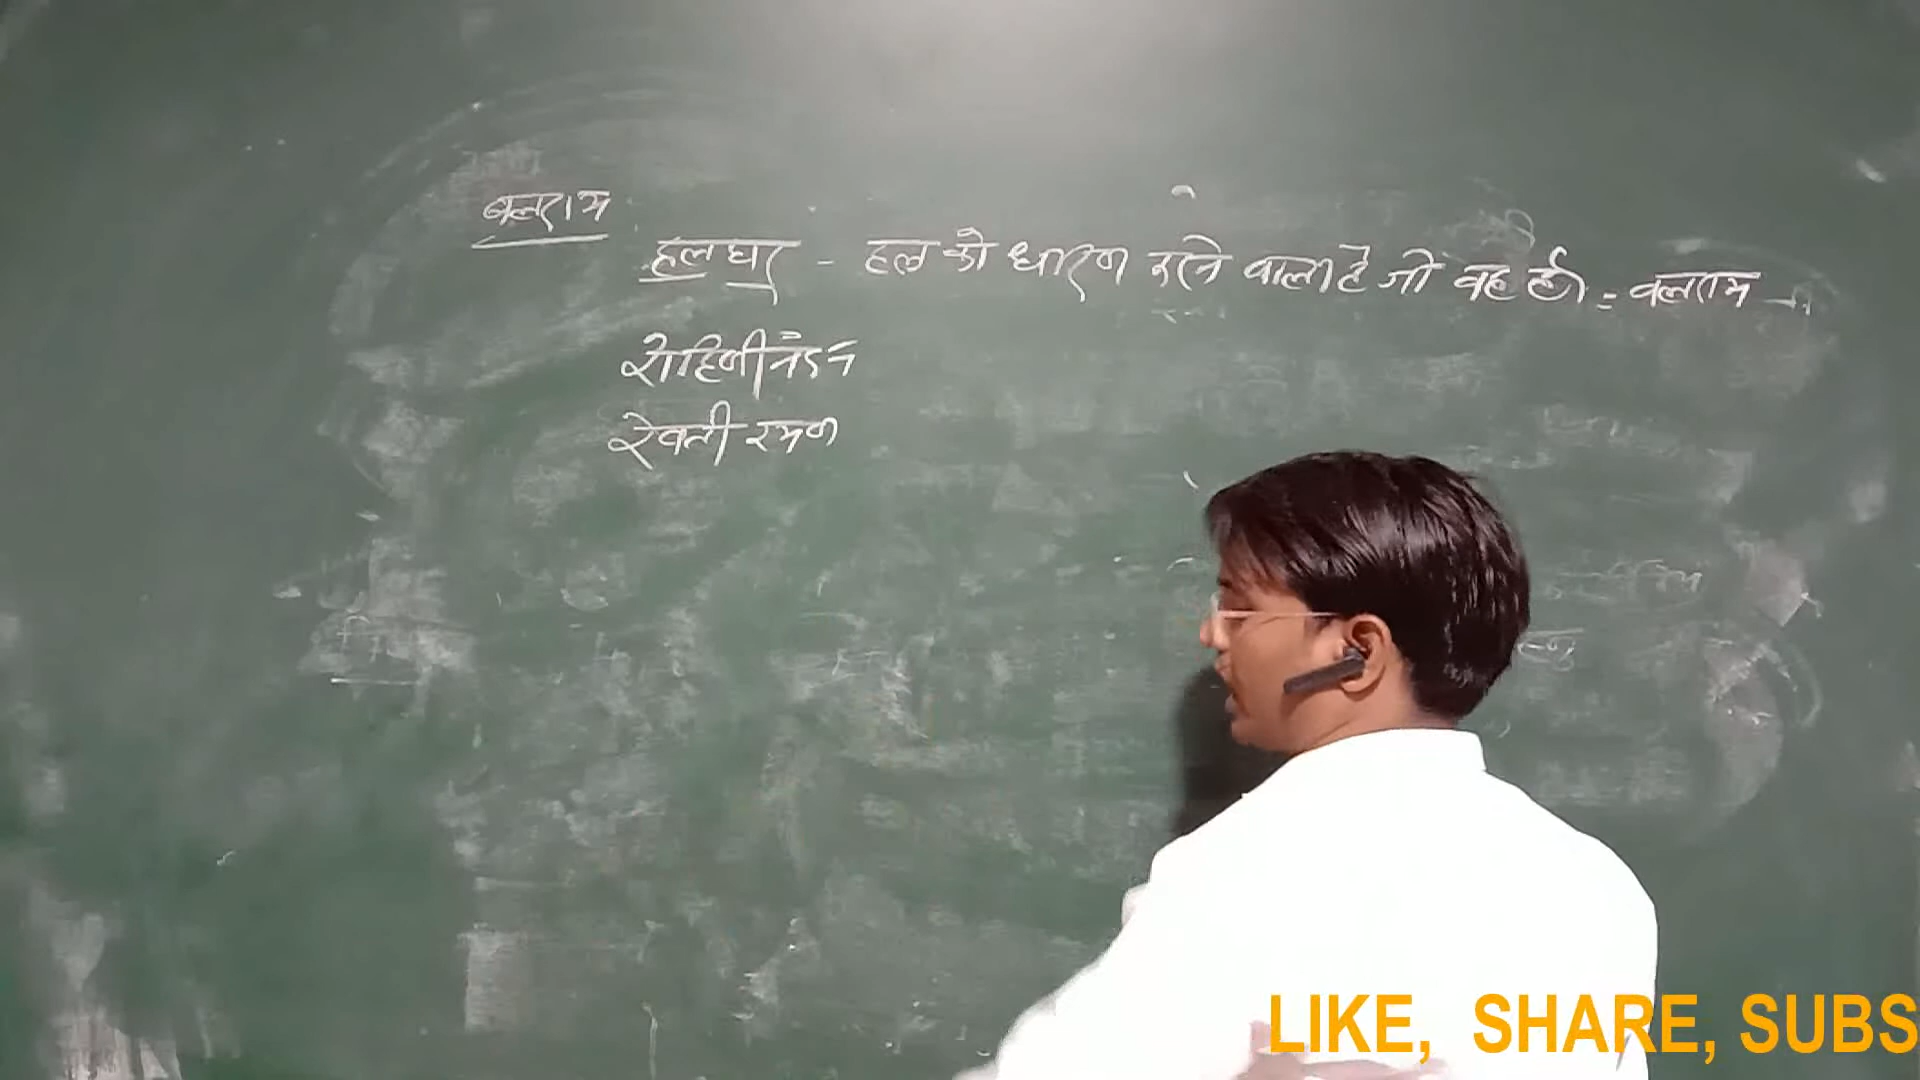 बलराम
हलधर - हल को धारण करने वाला है जो वह है = बलराम
रोहिणीनंदन
रेवती रमण
LIKE, SHARE, SUBS